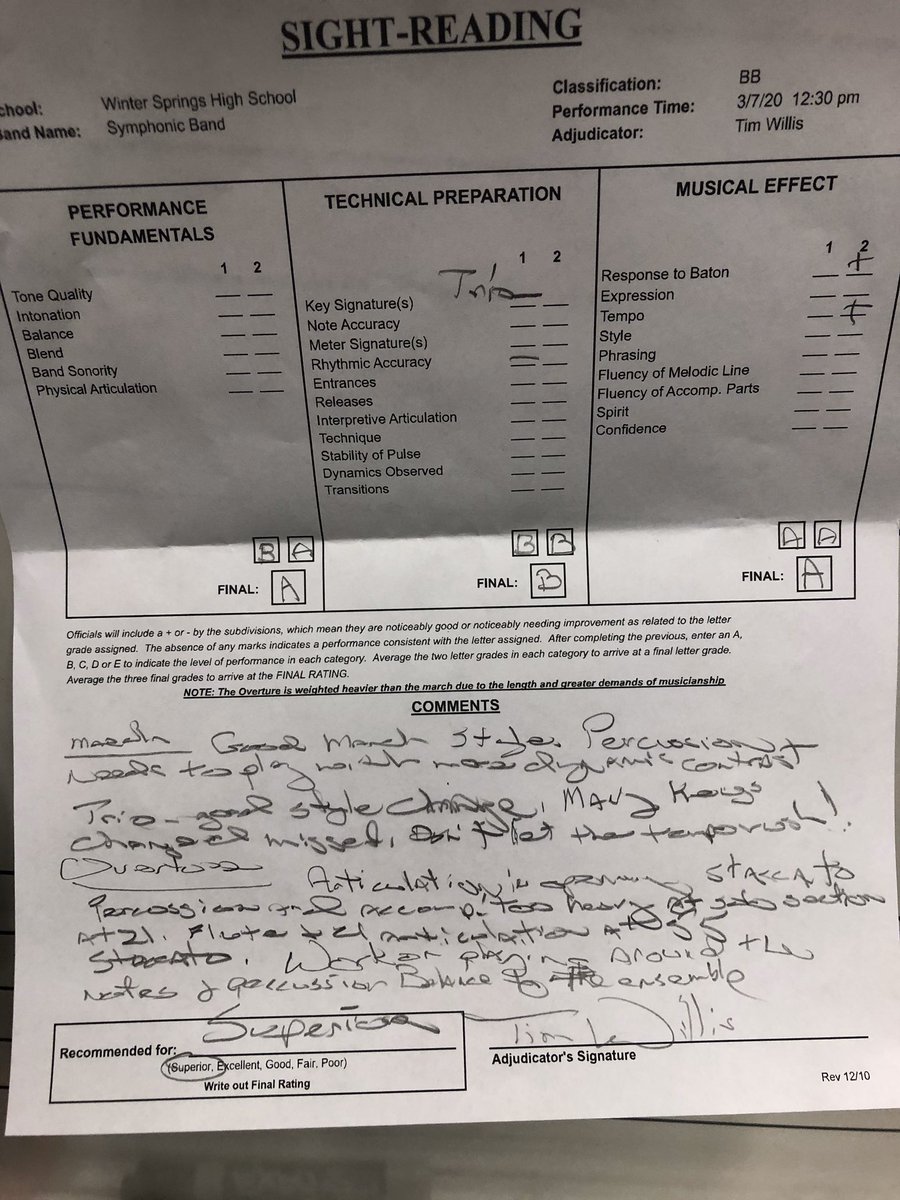 SIGHT-READING
chool: Winter Springs High School
Band Name: Symphonic Band
Classification: BB
Performance Time: 3/7/20 12:30 pm
Adjudicator: Tim Willis
PERFORMANCE
FUNDAMENTALS
1 2
Tone Quality
Intonation
Balance
Blend
Band Sonority
Physical Articulation
B A
FINAL: A
TECHNICAL PREPARATION
1 2
Trio
Key Signature(s) —
Note Accuracy
Meter Signature(s)
Rhythmic Accuracy —
Entrances
Releases
Interpretive Articulation
Technique
Stability of Pulse
Dynamics Observed
Transitions
B B
FINAL: B
MUSICAL EFFECT
1 2
Response to Baton +
Expression
Tempo +
Style
Phrasing
Fluency of Melodic Line
Fluency of Accomp. Parts
Spirit
Confidence
A A
FINAL: A
Officials will include a + or - by the subdivisions, which mean they are noticeably good or noticeably needing improvement as related to the letter
grade assigned. The absence of any marks indicates a performance consistent with the letter assigned. After completing the previous, enter an A,
B, C, D or E to indicate the level of performance in each category. Average the two letter grades in each category to arrive at a final letter grade.
Average the three final grades to arrive at the FINAL RATING.
NOTE: The Overture is weighted heavier than the march due to the length and greater demands of musicianship
COMMENTS
March Good March Style. Percussion
Needs to play with more dynamic contrast
Trio - good style change. MANy Keys
changed missed. Don't let the tempo rush!
Overture Articulation in opening STACCATO
Percussion and accomp. too heavy at solo section
At 21. Flute + cl articulation At 55
STACCATO. Work on playing Around the
notes & percussion Balance to the ensemble
Superior
Recommended for:
(Superior, Excellent, Good, Fair. Poor)
Write out Final Rating
Tim Willis
Adjudicator's Signature
Rev 12/10